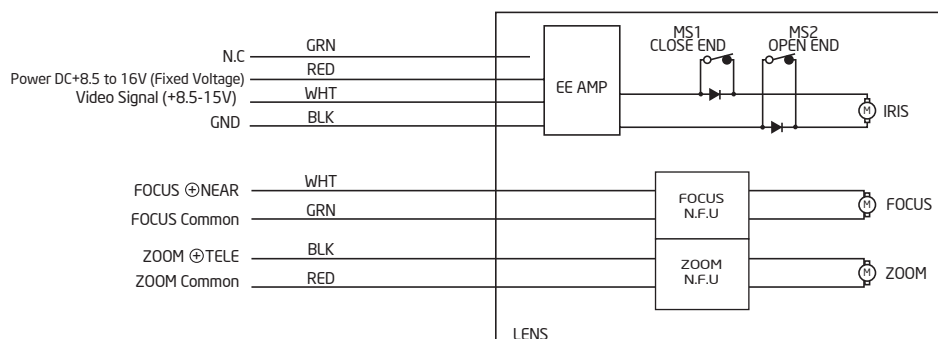 MS1
CLOSE END
MS2
OPEN END
N.C
GRN
Power DC+8.5 to 16V (Fixed Voltage)
RED
Video Signal (+8.5-15V)
WHT
GND
BLK
EE AMP
M
IRIS
FOCUS ⊕NEAR
WHT
FOCUS Common
GRN
FOCUS
N.F.U
M
FOCUS
ZOOM ⊕TELE
BLK
ZOOM Common
RED
ZOOM
N.F.U
M
ZOOM
LENS